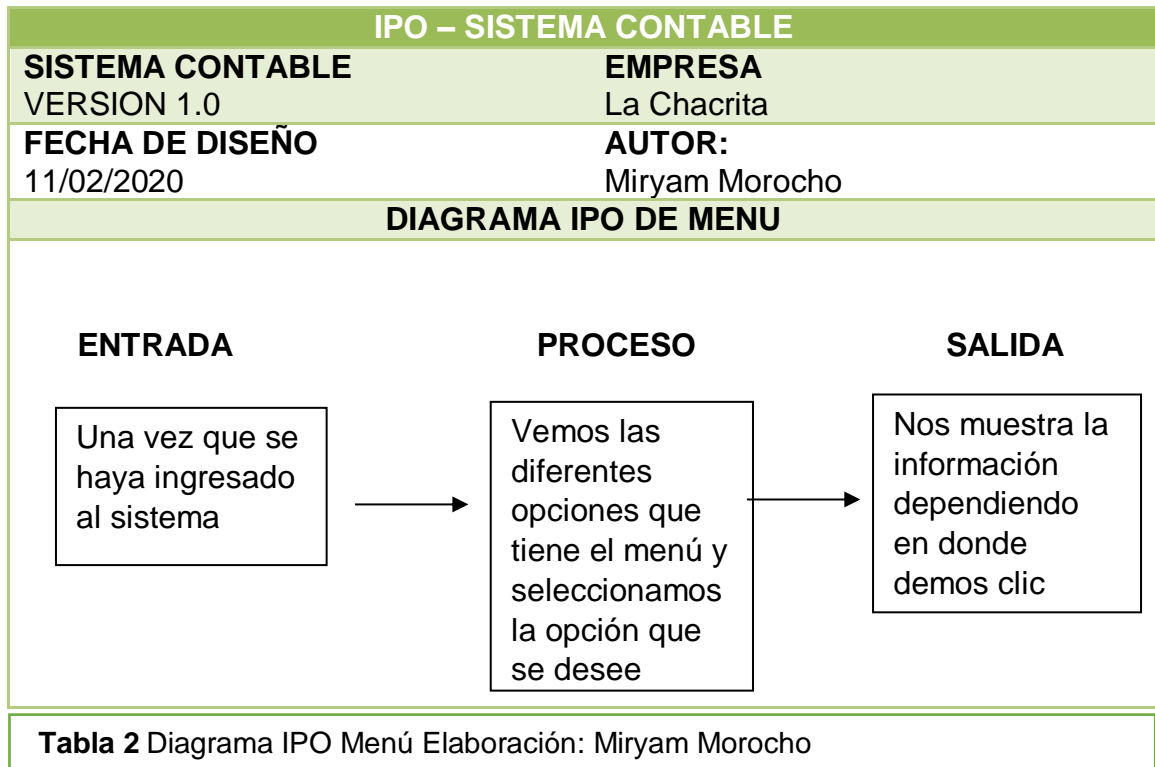 IPO – SISTEMA CONTABLE
SISTEMA CONTABLE
VERSION 1.0
EMPRESA
La Chacrita
FECHA DE DISEÑO
11/02/2020
AUTOR:
Miryam Morocho
DIAGRAMA IPO DE MENU
ENTRADA
Una vez que se
haya ingresado
al sistema
PROCESO
Vemos las
diferentes
opciones que
tiene el menú y
seleccionamos
la opción que
se desee
SALIDA
Nos muestra la
información
dependiendo
en donde
demos clic
Tabla 2 Diagrama IPO Menú Elaboración: Miryam Morocho